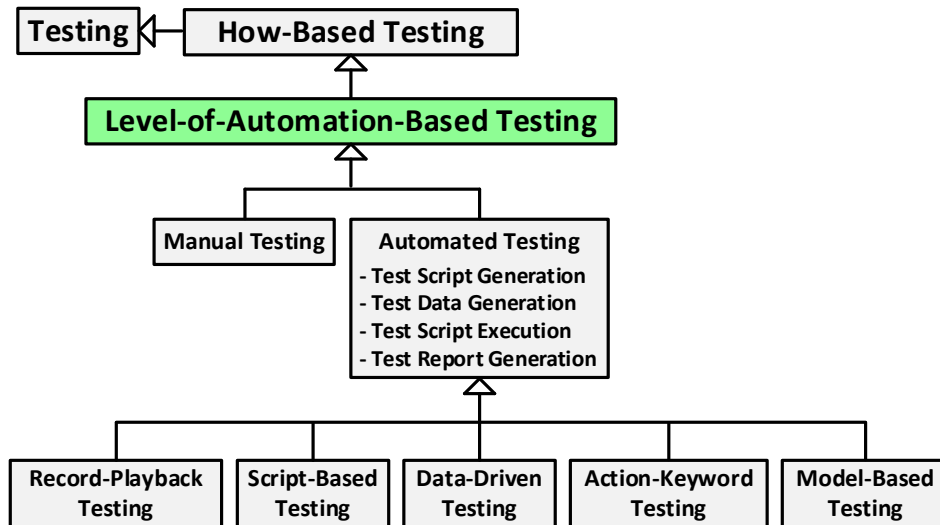 Testing
How-Based Testing
Level-of-Automation-Based Testing
Manual Testing
Automated Testing
- Test Script Generation
- Test Data Generation
- Test Script Execution
- Test Report Generation
Record-Playback
Testing
Script-Based
Testing
Data-Driven
Testing
Action-Keyword
Testing
Model-Based
Testing